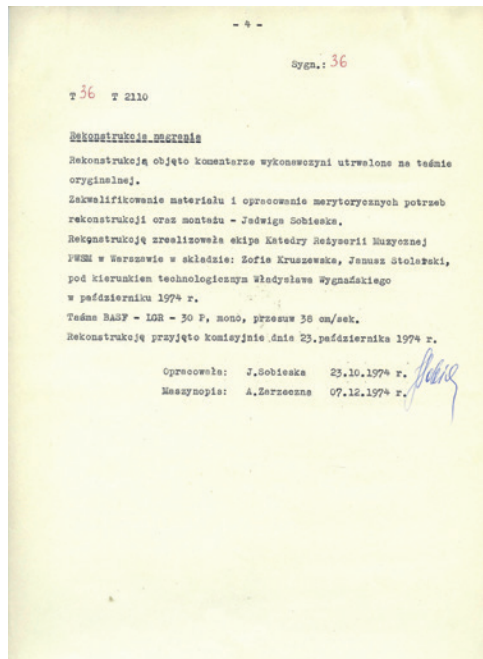 - 4 -
Sygn.: 36
T 36 T 2110
Rekonstrukcja nagrania
Rekonstrukcją objęto komentarze wykonawczyni utrwalone na taśmie
oryginalnej.
Zakwalifikowanie materiału i opracowanie merytorycznych potrzeb
rekonstrukcji oraz montażu - Jadwiga Sobieska.
Rekonstrukcję zrealizowała ekipa Katedry Reżyserii Muzycznej
PWSM w Warszawie w składzie: Zofia Kruszewska, Janusz Stolarski,
pod kierunkiem technologicznym Władysława Wygnańskiego
w październiku 1974 r.
Taśma BASF - LGR - 30 P, mono, przesuw 38 cm/sek.
Rekonstrukcję przyjęto komisyjnie dnia 23.października 1974 r.
Opracowała: J.Sobieska 23.10.1974 r.
Maszynopis: A.Zarzeczna 07.12.1974 r.